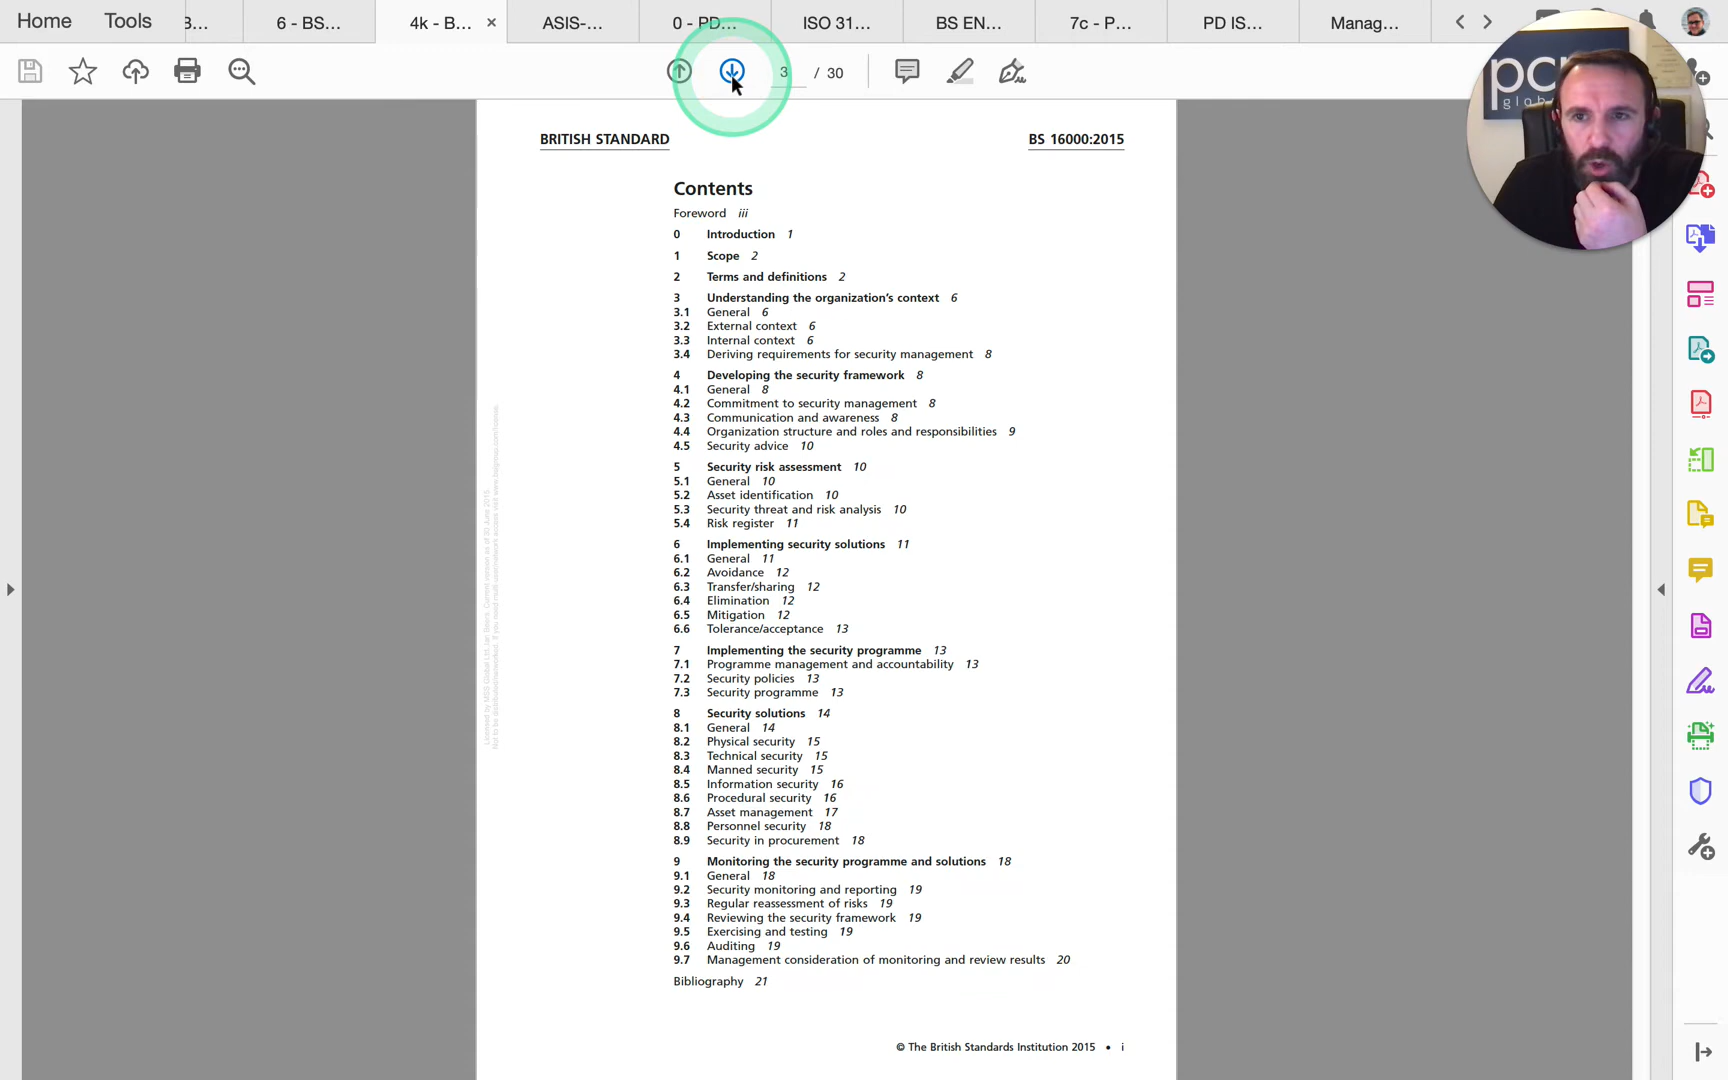 Home
Tools
6 - BS...
4k - B...
ASIS-...
0 - PD...
ISO 31...
BS EN...
7c - P...
PD IS...
Manag...
3 / 30
BRITISH STANDARD
BS 16000:2015
Contents
Foreword iii
0 Introduction 1
1 Scope 2
2 Terms and definitions 2
3 Understanding the organization's context 6
3.1 General 6
3.2 External context 6
3.3 Internal context 6
3.4 Deriving requirements for security management 8
4 Developing the security framework 8
4.1 General 8
4.2 Commitment to security management 8
4.3 Communication and awareness 8
4.4 Organization structure and roles and responsibilities 9
4.5 Security advice 10
5 Security risk assessment 10
5.1 General 10
5.2 Asset identification 10
5.3 Security threat and risk analysis 10
5.4 Risk register 11
6 Implementing security solutions 11
6.1 General 11
6.2 Avoidance 12
6.3 Transfer/sharing 12
6.4 Elimination 12
6.5 Mitigation 12
6.6 Tolerance/acceptance 13
7 Implementing the security programme 13
7.1 Programme management and accountability 13
7.2 Security policies 13
7.3 Security programme 13
8 Security solutions 14
8.1 General 14
8.2 Physical security 15
8.3 Technical security 15
8.4 Manned security 15
8.5 Information security 16
8.6 Procedural security 16
8.7 Asset management 17
8.8 Personnel security 18
8.9 Security in procurement 18
9 Monitoring the security programme and solutions 18
9.1 General 18
9.2 Security monitoring and reporting 19
9.3 Regular reassessment of risks 19
9.4 Reviewing the security framework 19
9.5 Exercising and testing 19
9.6 Auditing 19
9.7 Management consideration of monitoring and review results 20
Bibliography 21
© The British Standards Institution 2015 • i